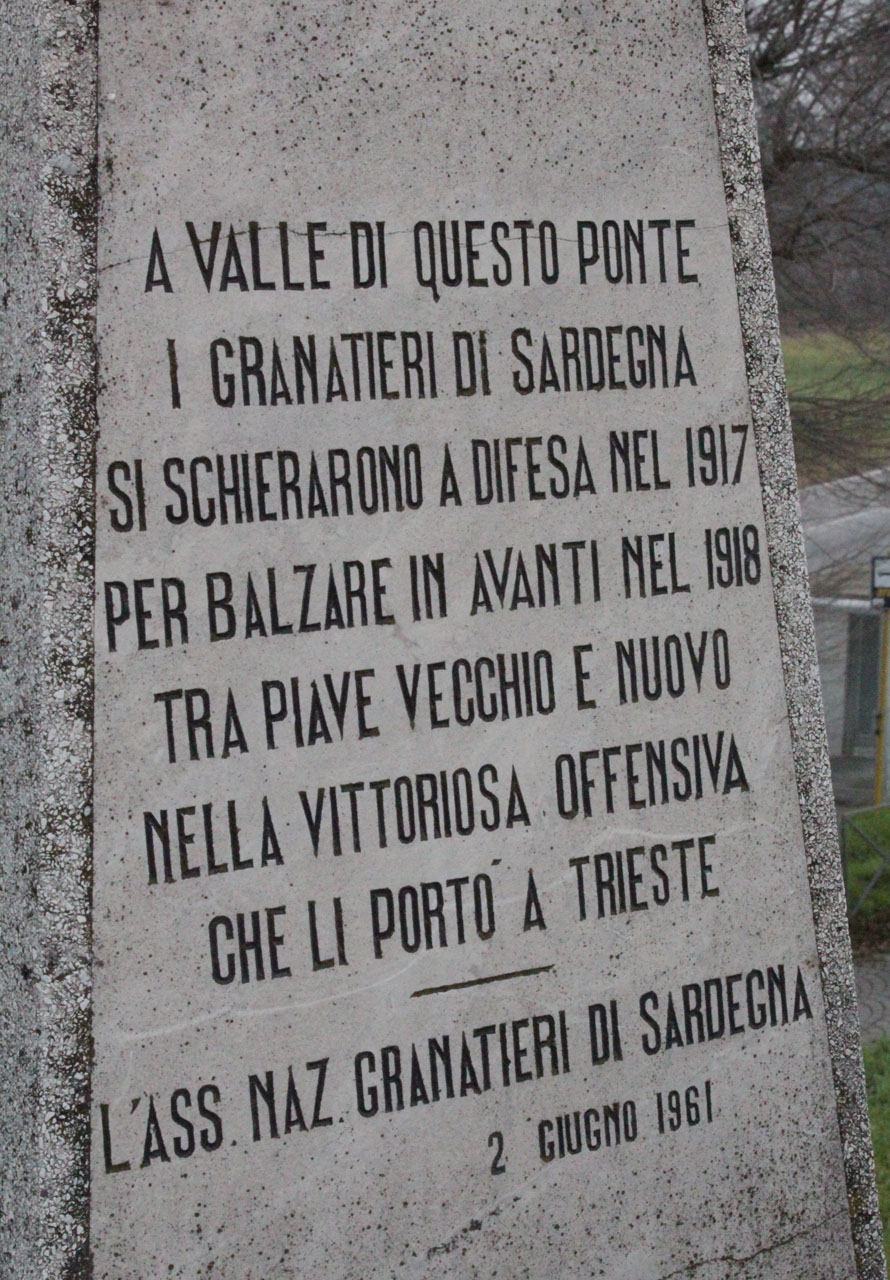 A VALLE DI QUESTO PONTE
I GRANATIERI DI SARDEGNA
SI SCHIERARONO A DIFESA NEL 1917
PER BALZARE IN AVANTI NEL 1918
TRA PIAVE VECCHIO E NUOVO
NELLA VITTORIOSA OFFENSIVA
CHE LI PORTO´ A TRIESTE
L'ASS. NAZ. GRANATIERI DI SARDEGNA
2 GIUGNO 1961